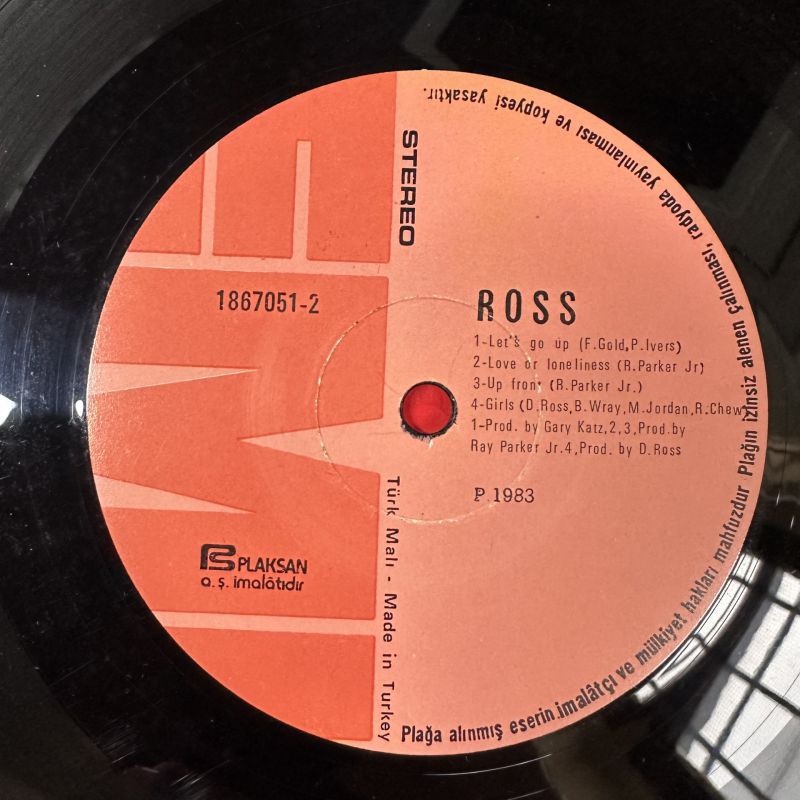 STEREO
1867051-2
ROSS
1-Let's go up (F.Gold,P.Ivers)
2-Love or loneliness (R.Parker Jr)
3-Up front (R.Parker Jr.)
4-Girls (D.Ross,B.Wray,M.Jordan,R.Chew)
1-Prod. by Gary Katz,2,3,Prod.by
Ray Parker Jr.4,Prod. by D.Ross
P.1983
EMI
PLAKSAN
a.ş. imalâtıdır
Türk Malı - Made in Turkey
Plağa alınmış eserin imalâtçı ve mülkiyet hakları mahfuzdur Plağın izinsiz alenen çalınması, radyoda yayınlanması ve kopyesi yasaktır.